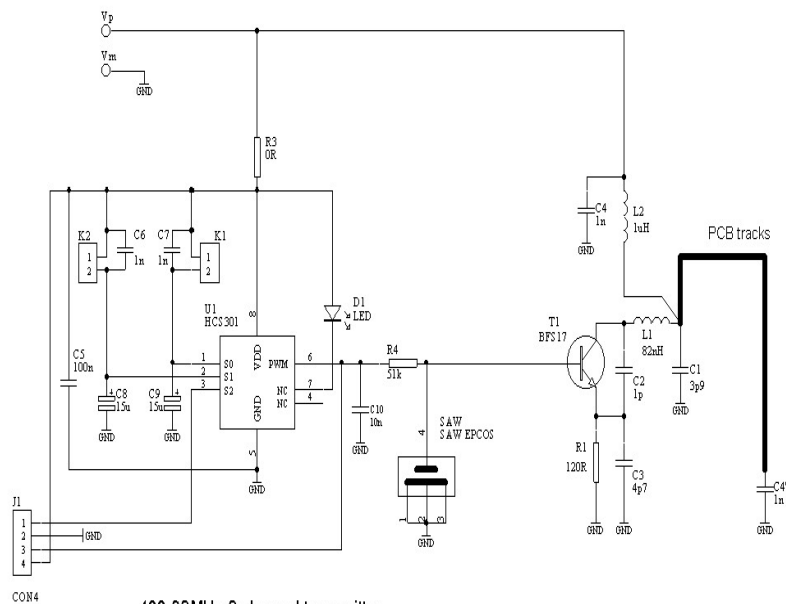 Vp
Vm
GND
R3
0R
C4
1n
GND
L2
1uH
PCB tracks
K2
1
2
C6
1n
C7
1n
K1
1
2
U1
HCS301
8
VDD
D1
LED
T1
BFS17
L1
82nH
C5
100n
1
S0
PWM
6
2
S1
3
S2
NC
7
NC
4
GND
5
R4
51k
C2
1p
C1
3p9
GND
C8
15u
GND
C9
15u
GND
C10
10n
GND
4
SAW
SAW EPCOS
1
2
3
GND
R1
120R
GND
C3
4p7
GND
GND
1n
GND
J1
1
2
3
4
GND
CON4